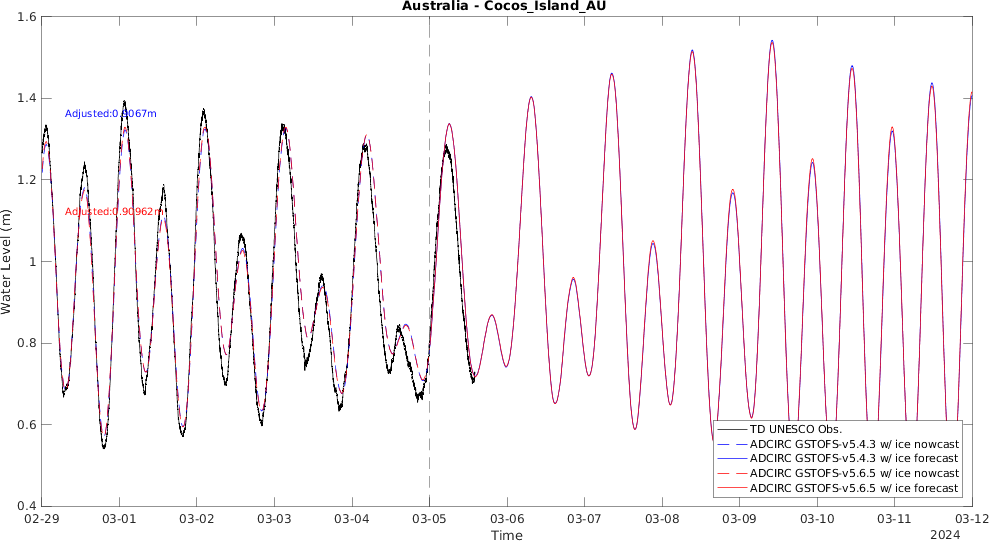 Australia - Cocos_Island_AU
1.6
1.4
1.2
1
0.8
0.6
0.4
Water Level (m)
Adjusted:0.9067m
Adjusted:0.90962m
TD UNESCO Obs.
ADCIRC GSTOFS-v5.4.3 w/ ice nowcast
ADCIRC GSTOFS-v5.4.3 w/ ice forecast
ADCIRC GSTOFS-v5.6.5 w/ ice nowcast
ADCIRC GSTOFS-v5.6.5 w/ ice forecast
02-29 03-01 03-02 03-03 03-04 03-05 03-06 03-07 03-08 03-09 03-10 03-11 03-12
Time
2024